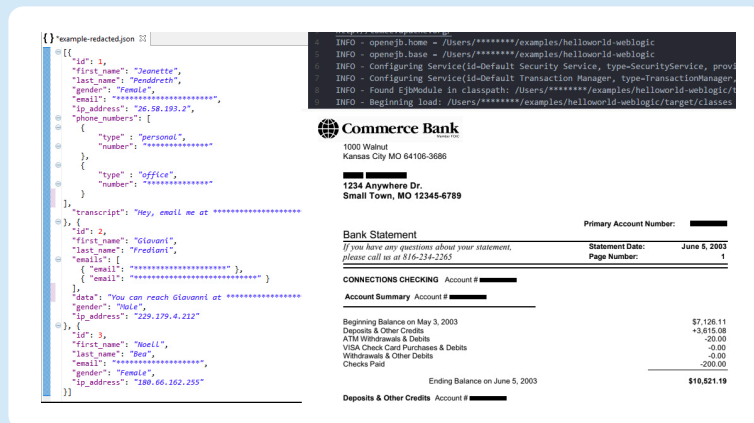 { } *example-redacted.json
[{
"id": 1,
"first_name": "Jeanette",
"last_name": "Penddreth",
"gender": "Female",
"email": "**********************",
"ip_address": "26.58.193.2",
"phone_numbers": [
{
"type" : "personal",
"number": "**************"
},
{
"type" : "office",
"number": "**************"
}
],
"transcript": "Hey, email me at ********************
}, {
"id": 2,
"first_name": "Giavani",
"last_name": "Frediani",
"emails": [
{ "email": "*********************" },
{ "email": "****************************" }
],
"data": "You can reach Giavanni at *****************
"gender": "Male",
"ip_address": "229.179.4.212"
}, {
"id": 3,
"first_name": "Noell",
"last_name": "Bea",
"email": "*******************",
"gender": "Female",
"ip_address": "180.66.162.255"
}]
4 INFO - openejb.home = /Users/********/examples/helloworld-weblogic
5 INFO - openejb.base = /Users/********/examples/helloworld-weblogic
6 INFO - Configuring Service(id=Default Security Service, type=SecurityService, provi
7 INFO - Configuring Service(id=Default Transaction Manager, type=TransactionManager,
8 INFO - Found EjbModule in classpath: /Users/********/examples/helloworld-weblogic/t
9 INFO - Beginning load: /Users/********/examples/helloworld-weblogic/target/classes
Commerce Bank
Member FDIC
1000 Walnut
Kansas City MO 64106-3686
1234 Anywhere Dr.
Small Town, MO 12345-6789
Primary Account Number:
Bank Statement
If you have any questions about your statement,
please call us at 816-234-2265
Statement Date: June 5, 2003
Page Number: 1
CONNECTIONS CHECKING Account #
Account Summary Account #
Beginning Balance on May 3, 2003 $7,126.11
Deposits & Other Credits +3,615.08
ATM Withdrawals & Debits -20.00
VISA Check Card Purchases & Debits -0.00
Withdrawals & Other Debits -0.00
Checks Paid -200.00
Ending Balance on June 5, 2003 $10,521.19
Deposits & Other Credits Account #